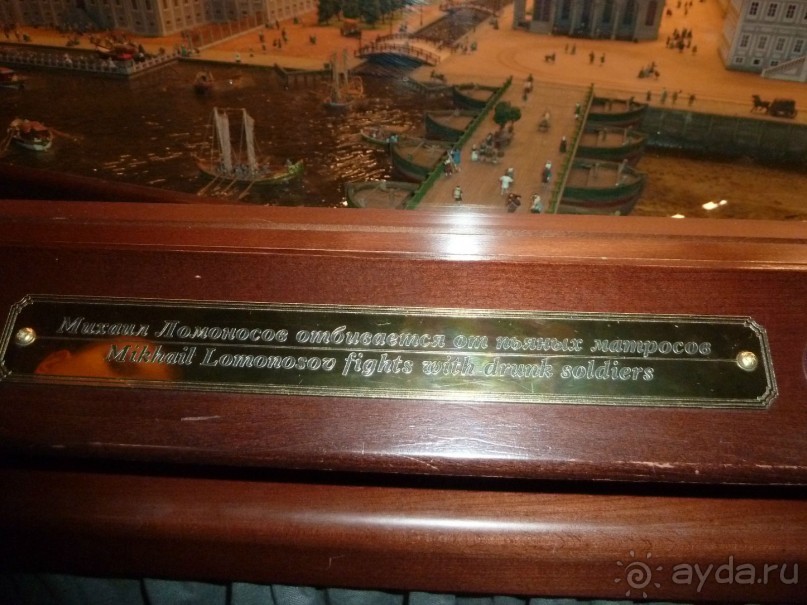 Михаил Ломоносов отбивается от пьяных матросов
Mikhail Lomonosov fights with drunk soldiers
ayda.ru